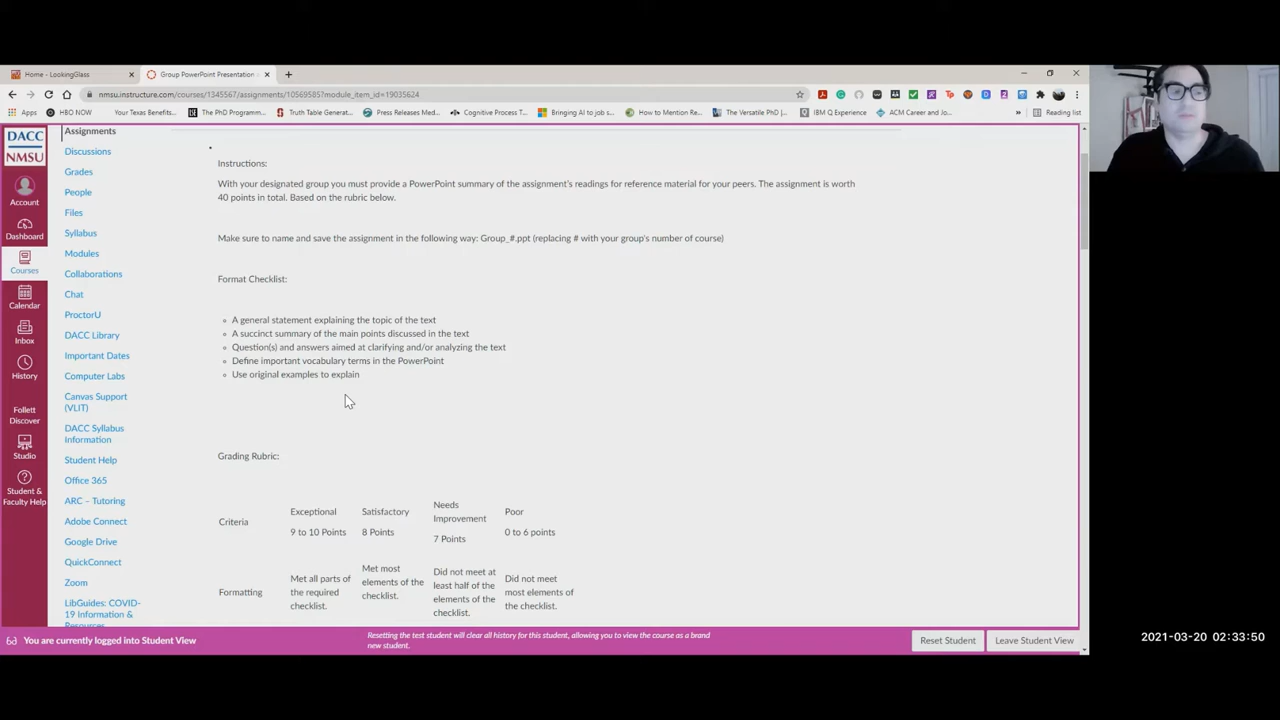 Home - LookingGlass
Group PowerPoint Presentation
nmsu.instructure.com/courses/1345567/assignments/10569585?module_item_id=19035624
Apps HBO NOW Your Texas Benefits... The PhD Programm... Truth Table Generat... Press Releases Med... Cognitive Process T... Bringing AI to job s... How to Mention Re... The Versatile PhD |... IBM Q Experience ACM Career and Jo... » Reading list
DACC
NMSU
Account
Dashboard
Courses
Calendar
Inbox
History
Follett
Discover
Studio
Student &
Faculty Help
Assignments
Discussions
Grades
People
Files
Syllabus
Modules
Collaborations
Chat
ProctorU
DACC Library
Important Dates
Computer Labs
Canvas Support
(VLIT)
DACC Syllabus
Information
Student Help
Office 365
ARC – Tutoring
Adobe Connect
Google Drive
QuickConnect
Zoom
LibGuides: COVID-
19 Information &
Resources
Instructions:
With your designated group you must provide a PowerPoint summary of the assignment's readings for reference material for your peers. The assignment is worth
40 points in total. Based on the rubric below.
Make sure to name and save the assignment in the following way: Group_#.ppt (replacing # with your group's number of course)
Format Checklist:
A general statement explaining the topic of the text
A succinct summary of the main points discussed in the text
Question(s) and answers aimed at clarifying and/or analyzing the text
Define important vocabulary terms in the PowerPoint
Use original examples to explain
Grading Rubric:
Criteria
Exceptional
9 to 10 Points
Satisfactory
8 Points
Needs
Improvement
7 Points
Poor
0 to 6 points
Formatting
Met all parts of
the required
checklist.
Met most
elements of the
checklist.
Did not meet at
least half of the
elements of the
checklist.
Did not meet
most elements of
the checklist.
You are currently logged into Student View
Resetting the test student will clear all history for this student, allowing you to view the course as a brand
new student.
Reset Student
Leave Student View
2021-03-20 02:33:50